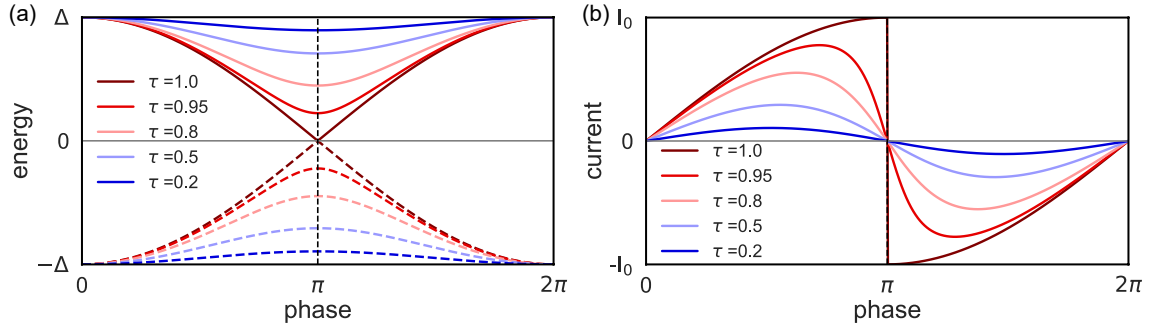 (a)
Δ
energy
0
−Δ
τ =1.0
τ =0.95
τ =0.8
τ =0.5
τ =0.2
0
π
2π
phase
(b)
I₀
current
0
-I₀
τ =1.0
τ =0.95
τ =0.8
τ =0.5
τ =0.2
0
π
2π
phase